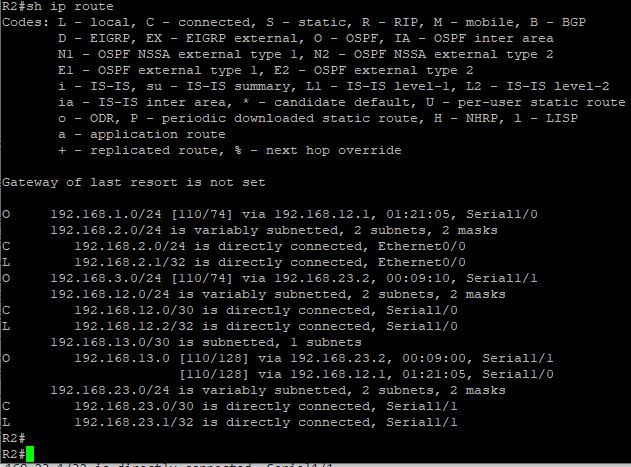 R2#sh ip route
Codes: L - local, C - connected, S - static, R - RIP, M - mobile, B - BGP
       D - EIGRP, EX - EIGRP external, O - OSPF, IA - OSPF inter area
       N1 - OSPF NSSA external type 1, N2 - OSPF NSSA external type 2
       E1 - OSPF external type 1, E2 - OSPF external type 2
       i - IS-IS, su - IS-IS summary, L1 - IS-IS level-1, L2 - IS-IS level-2
       ia - IS-IS inter area, * - candidate default, U - per-user static route
       o - ODR, P - periodic downloaded static route, H - NHRP, l - LISP
       a - application route
       + - replicated route, % - next hop override
Gateway of last resort is not set
O     192.168.1.0/24 [110/74] via 192.168.12.1, 01:21:05, Serial1/0
      192.168.2.0/24 is variably subnetted, 2 subnets, 2 masks
C        192.168.2.0/24 is directly connected, Ethernet0/0
L        192.168.2.1/32 is directly connected, Ethernet0/0
O     192.168.3.0/24 [110/74] via 192.168.23.2, 00:09:10, Serial1/1
      192.168.12.0/24 is variably subnetted, 2 subnets, 2 masks
C        192.168.12.0/30 is directly connected, Serial1/0
L        192.168.12.2/32 is directly connected, Serial1/0
      192.168.13.0/30 is subnetted, 1 subnets
O        192.168.13.0 [110/128] via 192.168.23.2, 00:09:00, Serial1/1
                      [110/128] via 192.168.12.1, 01:21:05, Serial1/0
      192.168.23.0/24 is variably subnetted, 2 subnets, 2 masks
C        192.168.23.0/30 is directly connected, Serial1/1
L        192.168.23.1/32 is directly connected, Serial1/1
R2#
R2#